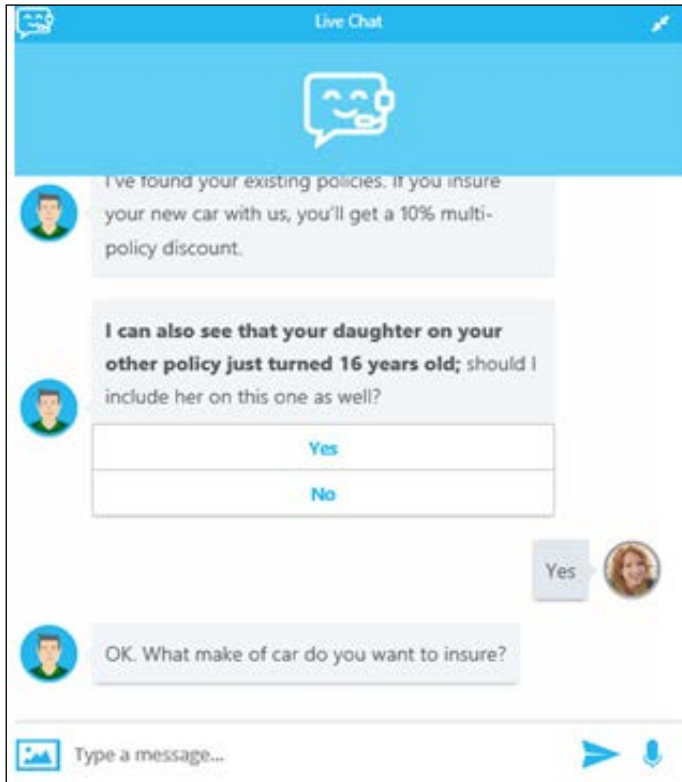 Live Chat
I've found your existing policies. If you insure
your new car with us, you'll get a 10% multi-
policy discount.
I can also see that your daughter on your
other policy just turned 16 years old; should I
include her on this one as well?
Yes
No
Yes
OK. What make of car do you want to insure?
Type a message...